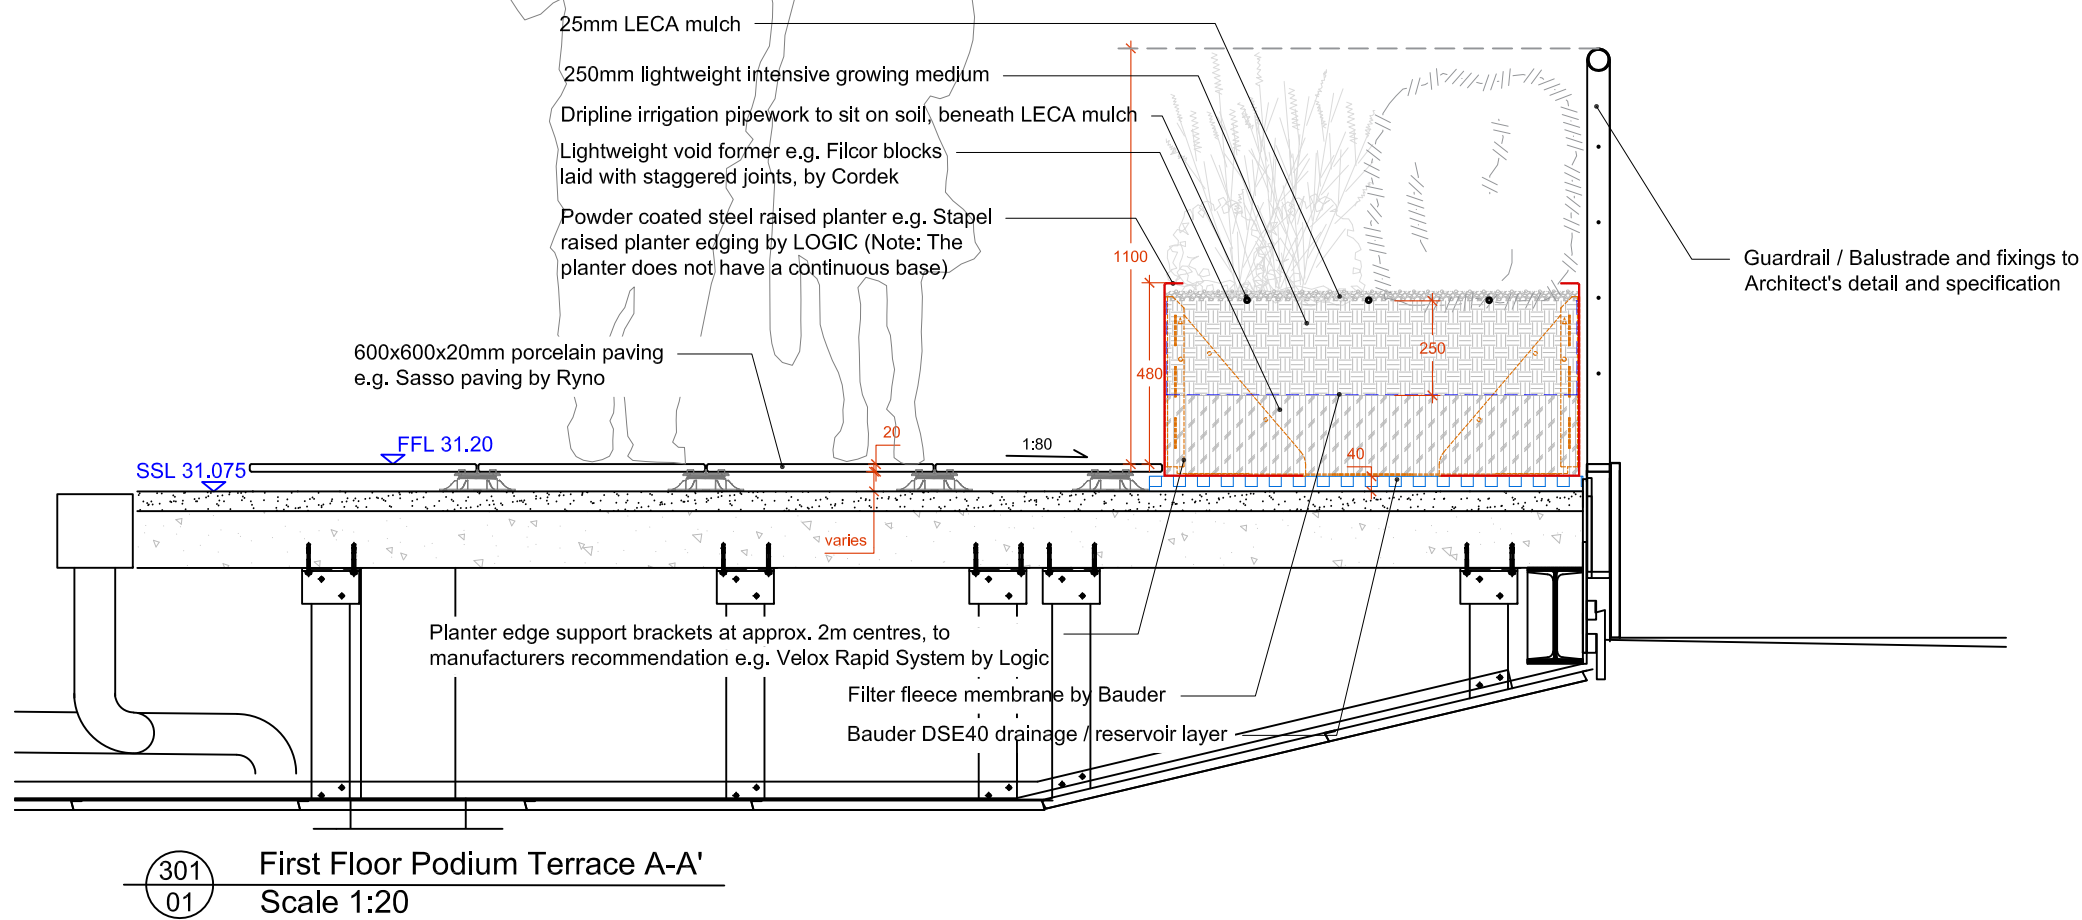 25mm LECA mulch
250mm lightweight intensive growing medium
Dripline irrigation pipework to sit on soil, beneath LECA mulch
Lightweight void former e.g. Filcor blocks
laid with staggered joints, by Cordek
Powder coated steel raised planter e.g. Stapel
raised planter edging by LOGIC (Note: The
planter does not have a continuous base)
1100
Guardrail / Balustrade and fixings to
Architect's detail and specification
600x600x20mm porcelain paving
e.g. Sasso paving by Ryno
250
480
FFL 31.20
20
1:80
SSL 31.075
40
varies
Planter edge support brackets at approx. 2m centres, to
manufacturers recommendation e.g. Velox Rapid System by Logic
Filter fleece membrane by Bauder
Bauder DSE40 drainage / reservoir layer
301
01
First Floor Podium Terrace A-A'
Scale 1:20